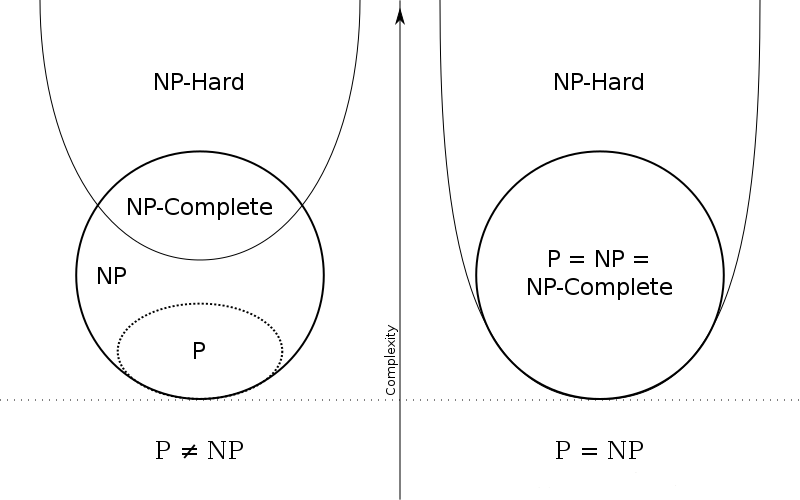 NP-Hard
NP-Complete
NP
P
P ≠ NP
Complexity
NP-Hard
P = NP =
NP-Complete
P = NP